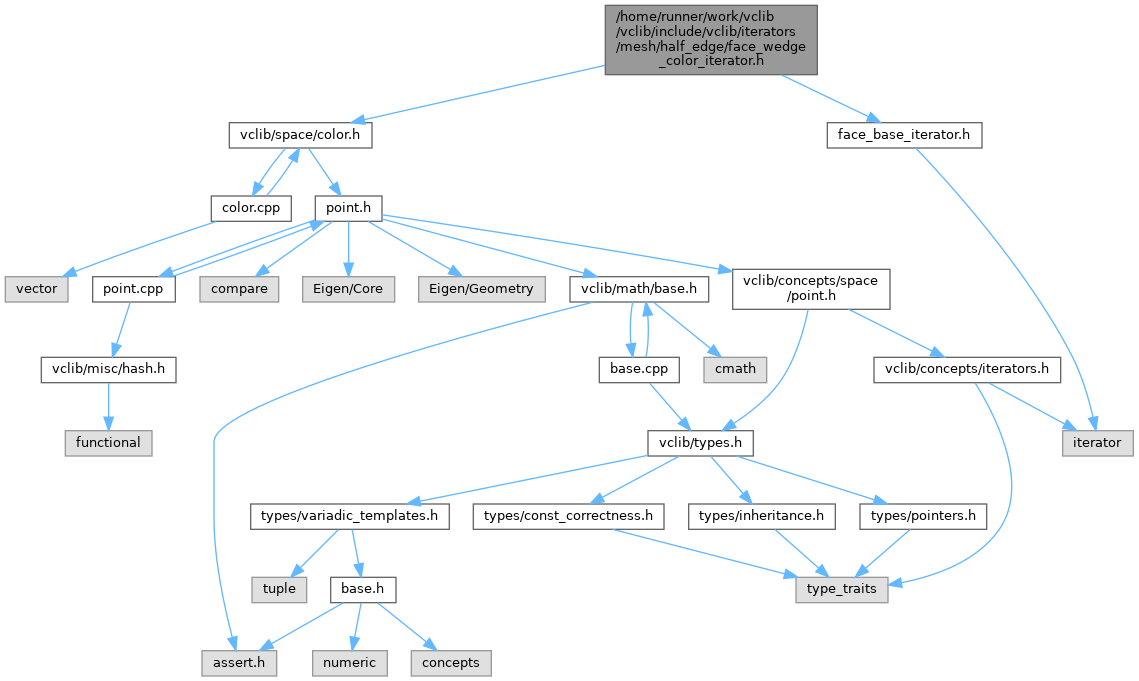 /home/runner/work/vclib
/vclib/include/vclib/iterators
/mesh/half_edge/face_wedge
_color_iterator.h
vclib/space/color.h
face_base_iterator.h
color.cpp
point.h
vector
point.cpp
compare
Eigen/Core
Eigen/Geometry
vclib/math/base.h
vclib/concepts/space
/point.h
vclib/misc/hash.h
base.cpp
cmath
vclib/concepts/iterators.h
functional
vclib/types.h
iterator
types/variadic_templates.h
types/const_correctness.h
types/inheritance.h
types/pointers.h
tuple
base.h
type_traits
assert.h
numeric
concepts